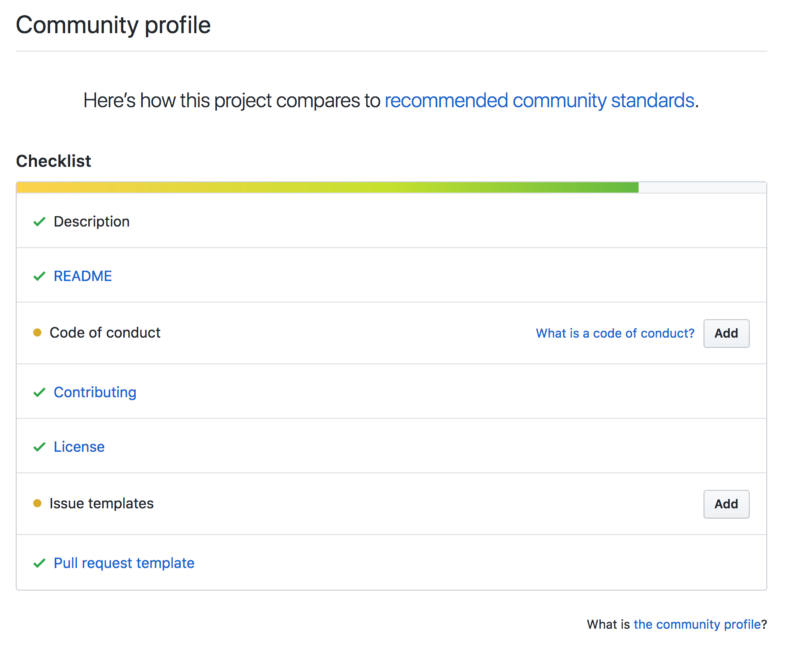 Community profile
Here's how this project compares to recommended community standards.
Checklist
Description
README
Code of conduct What is a code of conduct? Add
Contributing
License
Issue templates Add
Pull request template
What is the community profile?